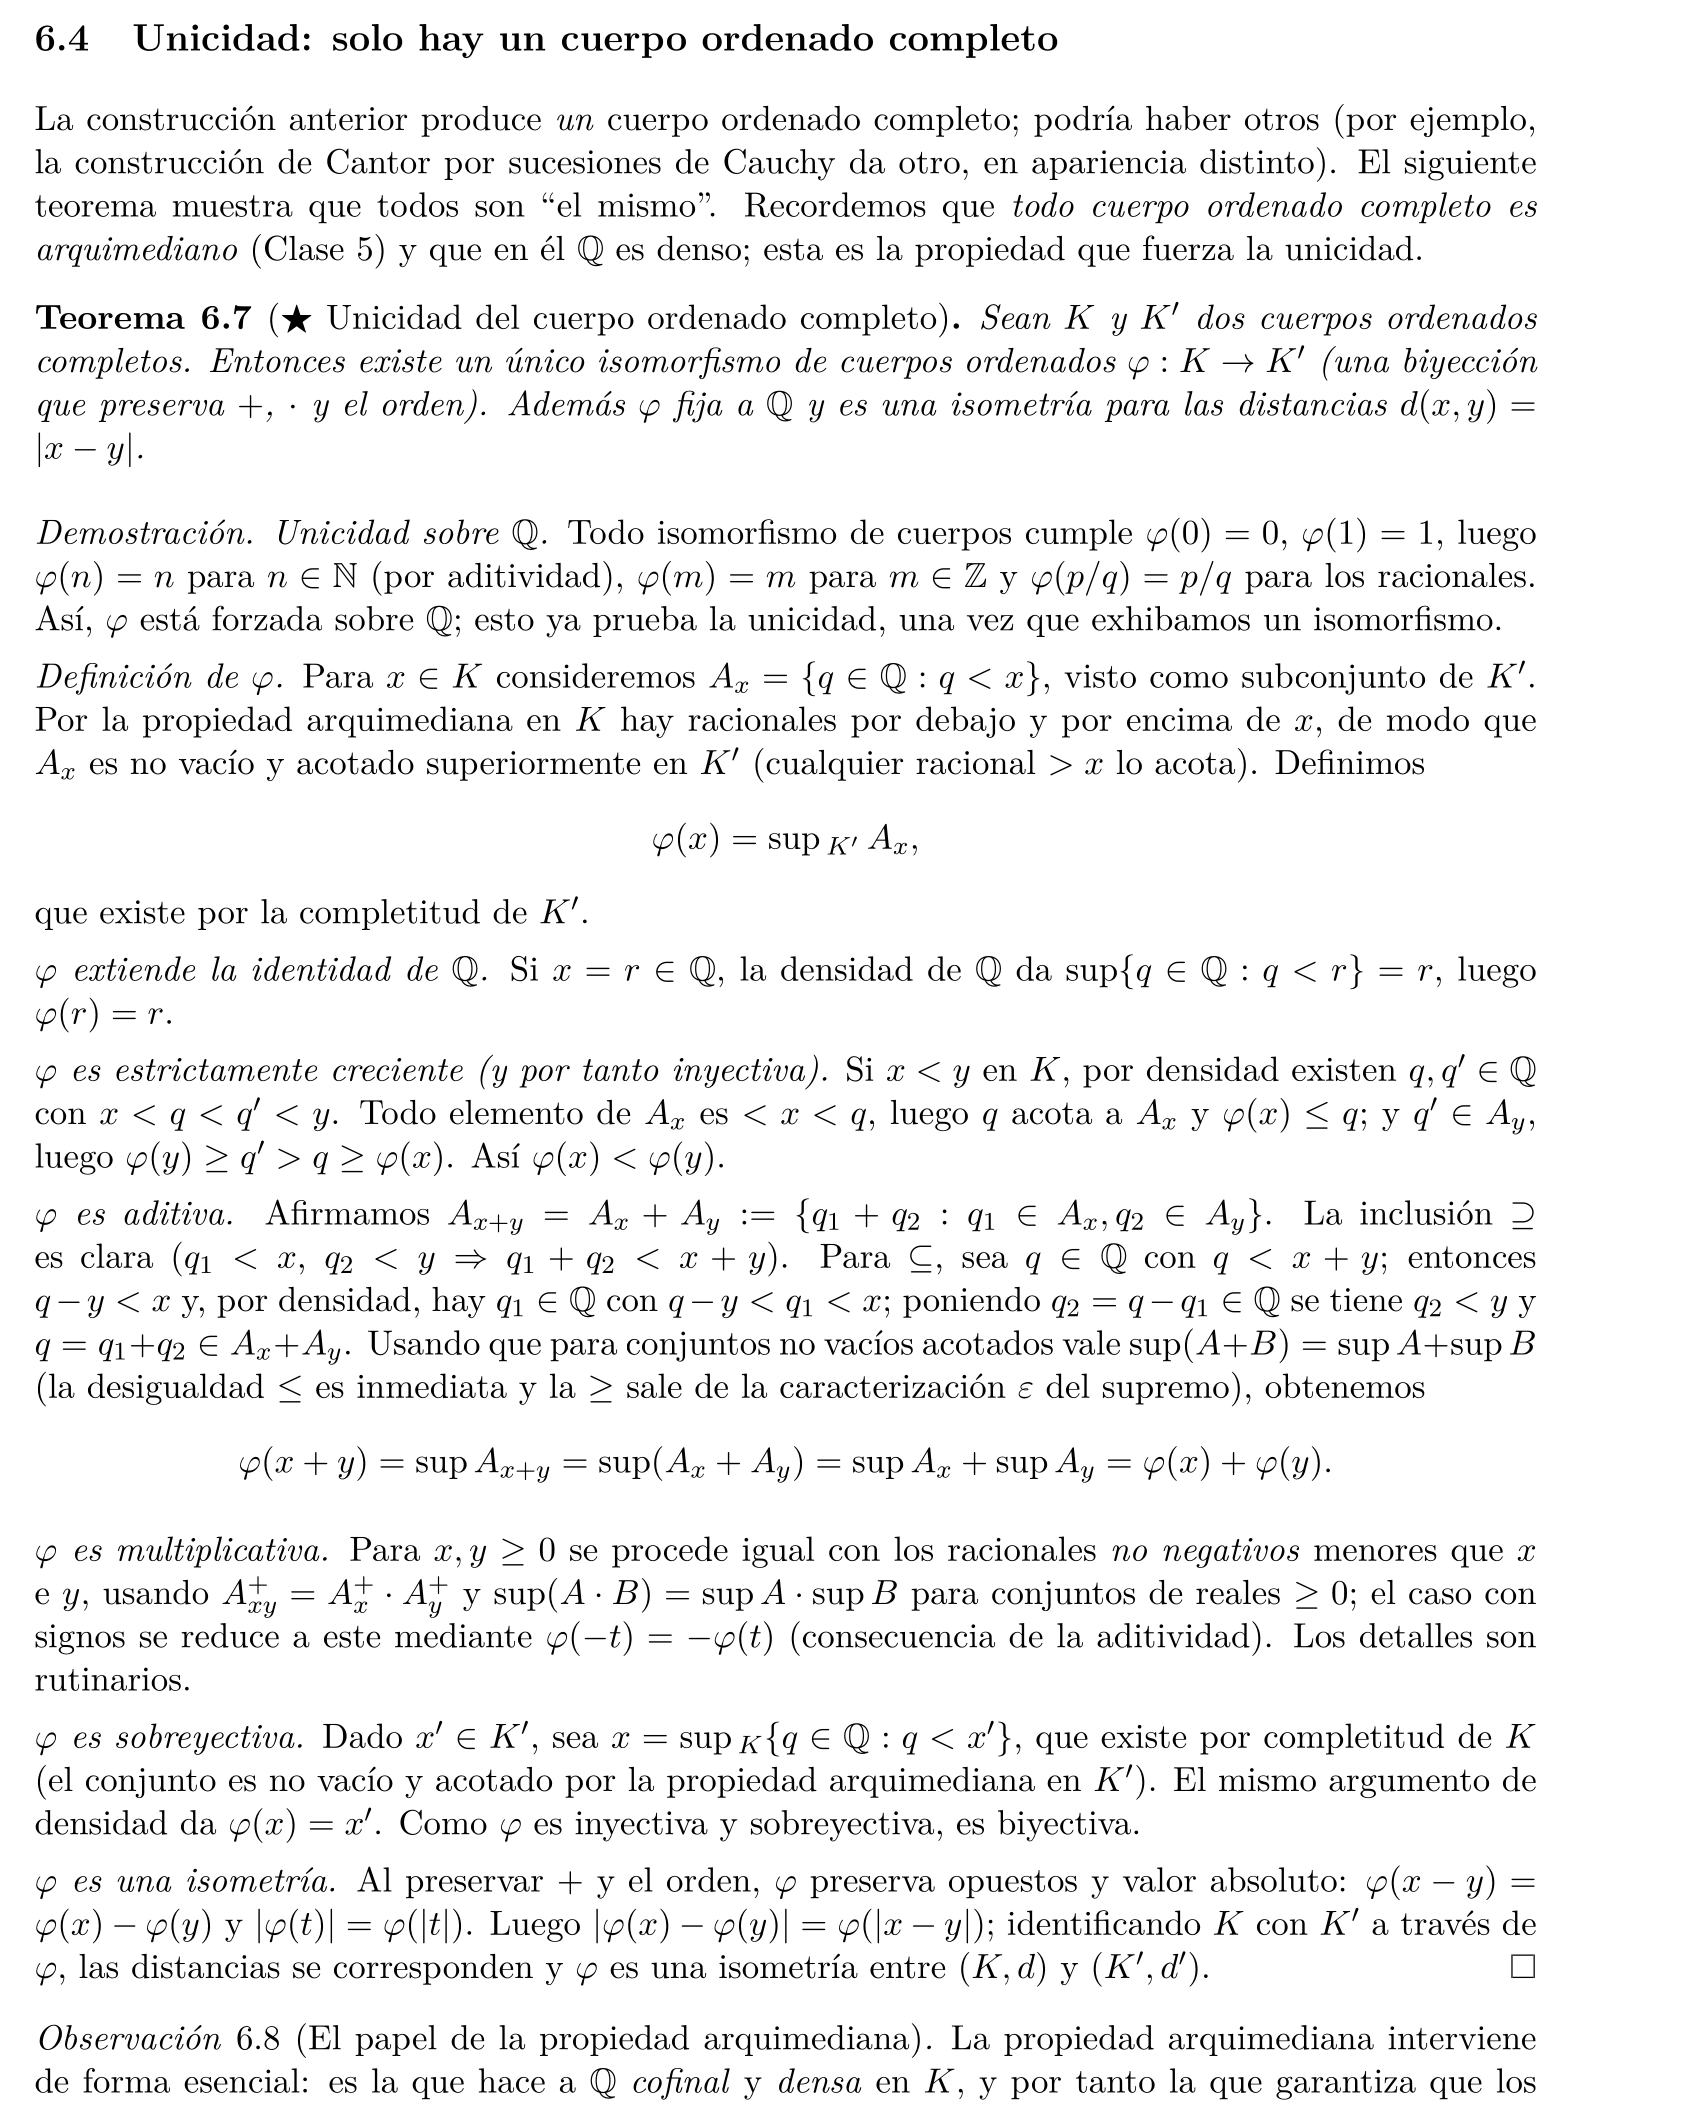 6.4 Unicidad: solo hay un cuerpo ordenado completo
La construcción anterior produce un cuerpo ordenado completo; podría haber otros (por ejemplo,
la construcción de Cantor por sucesiones de Cauchy da otro, en apariencia distinto). El siguiente
teorema muestra que todos son “el mismo”. Recordemos que todo cuerpo ordenado completo es
arquimediano (Clase 5) y que en él ℚ es denso; esta es la propiedad que fuerza la unicidad.
Teorema 6.7 (★ Unicidad del cuerpo ordenado completo). Sean K y K′ dos cuerpos ordenados
completos. Entonces existe un único isomorfismo de cuerpos ordenados φ : K → K′ (una biyección
que preserva +, · y el orden). Además φ fija a ℚ y es una isometría para las distancias d(x, y) =
|x − y|.
Demostración. Unicidad sobre ℚ. Todo isomorfismo de cuerpos cumple φ(0) = 0, φ(1) = 1, luego
φ(n) = n para n ∈ ℕ (por aditividad), φ(m) = m para m ∈ ℤ y φ(p/q) = p/q para los racionales.
Así, φ está forzada sobre ℚ; esto ya prueba la unicidad, una vez que exhibamos un isomorfismo.
Definición de φ. Para x ∈ K consideremos Aₓ = {q ∈ ℚ : q < x}, visto como subconjunto de K′.
Por la propiedad arquimediana en K hay racionales por debajo y por encima de x, de modo que
Aₓ es no vacío y acotado superiormente en K′ (cualquier racional > x lo acota). Definimos
φ(x) = sup_{K′} Aₓ,
que existe por la completitud de K′.
φ extiende la identidad de ℚ. Si x = r ∈ ℚ, la densidad de ℚ da sup{q ∈ ℚ : q < r} = r, luego
φ(r) = r.
φ es estrictamente creciente (y por tanto inyectiva). Si x < y en K, por densidad existen q, q′ ∈ ℚ
con x < q < q′ < y. Todo elemento de Aₓ es < x < q, luego q acota a Aₓ y φ(x) ≤ q; y q′ ∈ A_y,
luego φ(y) ≥ q′ > q ≥ φ(x). Así φ(x) < φ(y).
φ es aditiva. Afirmamos A_{x+y} = A_x + A_y := {q₁ + q₂ : q₁ ∈ A_x, q₂ ∈ A_y}. La inclusión ⊇
es clara (q₁ < x, q₂ < y ⇒ q₁ + q₂ < x + y). Para ⊆, sea q ∈ ℚ con q < x + y; entonces
q − y < x y, por densidad, hay q₁ ∈ ℚ con q − y < q₁ < x; poniendo q₂ = q − q₁ ∈ ℚ se tiene q₂ < y y
q = q₁+q₂ ∈ A_x+A_y. Usando que para conjuntos no vacíos acotados vale sup(A+B) = sup A+sup B
(la desigualdad ≤ es inmediata y la ≥ sale de la caracterización ε del supremo), obtenemos
φ(x + y) = sup A_{x+y} = sup(A_x + A_y) = sup A_x + sup A_y = φ(x) + φ(y).
φ es multiplicativa. Para x, y ≥ 0 se procede igual con los racionales no negativos menores que x
e y, usando A⁺_{xy} = A⁺_x · A⁺_y y sup(A · B) = sup A · sup B para conjuntos de reales ≥ 0; el caso con
signos se reduce a este mediante φ(−t) = −φ(t) (consecuencia de la aditividad). Los detalles son
rutinarios.
φ es sobreyectiva. Dado x′ ∈ K′, sea x = sup_K{q ∈ ℚ : q < x′}, que existe por completitud de K
(el conjunto es no vacío y acotado por la propiedad arquimediana en K′). El mismo argumento de
densidad da φ(x) = x′. Como φ es inyectiva y sobreyectiva, es biyectiva.
φ es una isometría. Al preservar + y el orden, φ preserva opuestos y valor absoluto: φ(x − y) =
φ(x) − φ(y) y |φ(t)| = φ(|t|). Luego |φ(x) − φ(y)| = φ(|x − y|); identificando K con K′ a través de
φ, las distancias se corresponden y φ es una isometría entre (K, d) y (K′, d′). □
Observación 6.8 (El papel de la propiedad arquimediana). La propiedad arquimediana interviene
de forma esencial: es la que hace a ℚ cofinal y densa en K, y por tanto la que garantiza que los